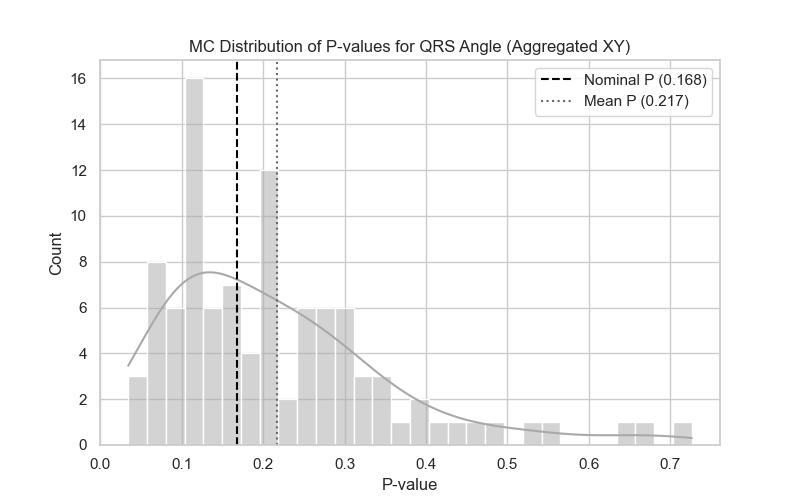 MC Distribution of P-values for QRS Angle (Aggregated XY)
Nominal P (0.168)
Mean P (0.217)
Count
16
14
12
10
8
6
4
2
0
0.0 0.1 0.2 0.3 0.4 0.5 0.6 0.7
P-value